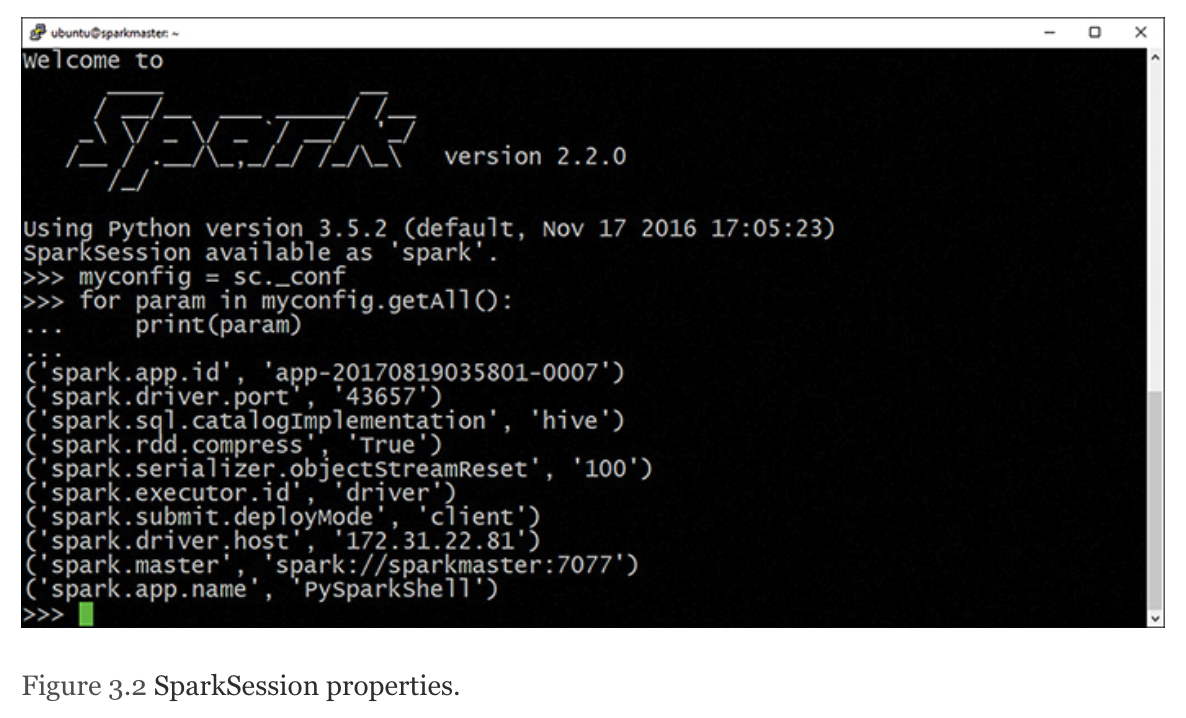 ubuntu@sparkmaster: ~
Welcome to
Spark version 2.2.0
Using Python version 3.5.2 (default, Nov 17 2016 17:05:23)
SparkSession available as 'spark'.
>>> myconfig = sc._conf
>>> for param in myconfig.getAll():
...     print(param)
...
('spark.app.id', 'app-20170819035801-0007')
('spark.driver.port', '43657')
('spark.sql.catalogImplementation', 'hive')
('spark.rdd.compress', 'True')
('spark.serializer.objectStreamReset', '100')
('spark.executor.id', 'driver')
('spark.submit.deployMode', 'client')
('spark.driver.host', '172.31.22.81')
('spark.master', 'spark://sparkmaster:7077')
('spark.app.name', 'PySparkShell')
>>>
Figure 3.2 SparkSession properties.